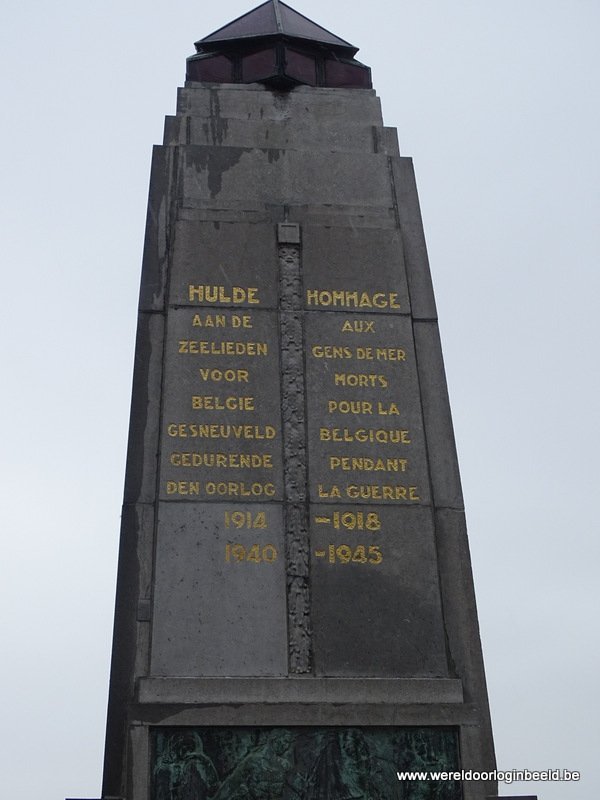 HULDE
AAN DE
ZEELIEDEN
VOOR
BELGIE
GESNEUVELD
GEDURENDE
DEN OORLOG
HOMMAGE
AUX
GENS DE MER
MORTS
POUR LA
BELGIQUE
PENDANT
LA GUERRE
1914 -1918
1940 -1945
www.wereldoorloginbeeld.be